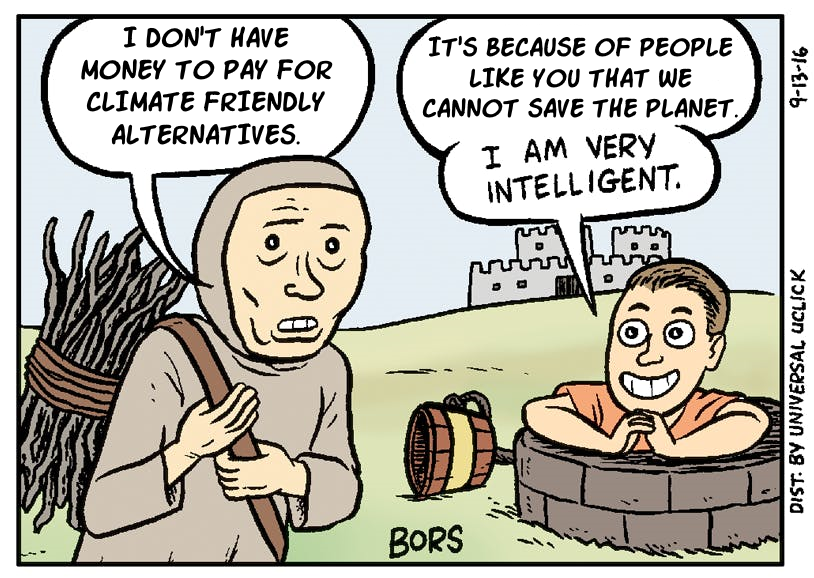 I DON'T HAVE
MONEY TO PAY FOR
CLIMATE FRIENDLY
ALTERNATIVES.
IT'S BECAUSE OF PEOPLE
LIKE YOU THAT WE
CANNOT SAVE THE PLANET.
I AM VERY
INTELLIGENT.
BORS
9-13-16
DIST. BY UNIVERSAL UCLICK